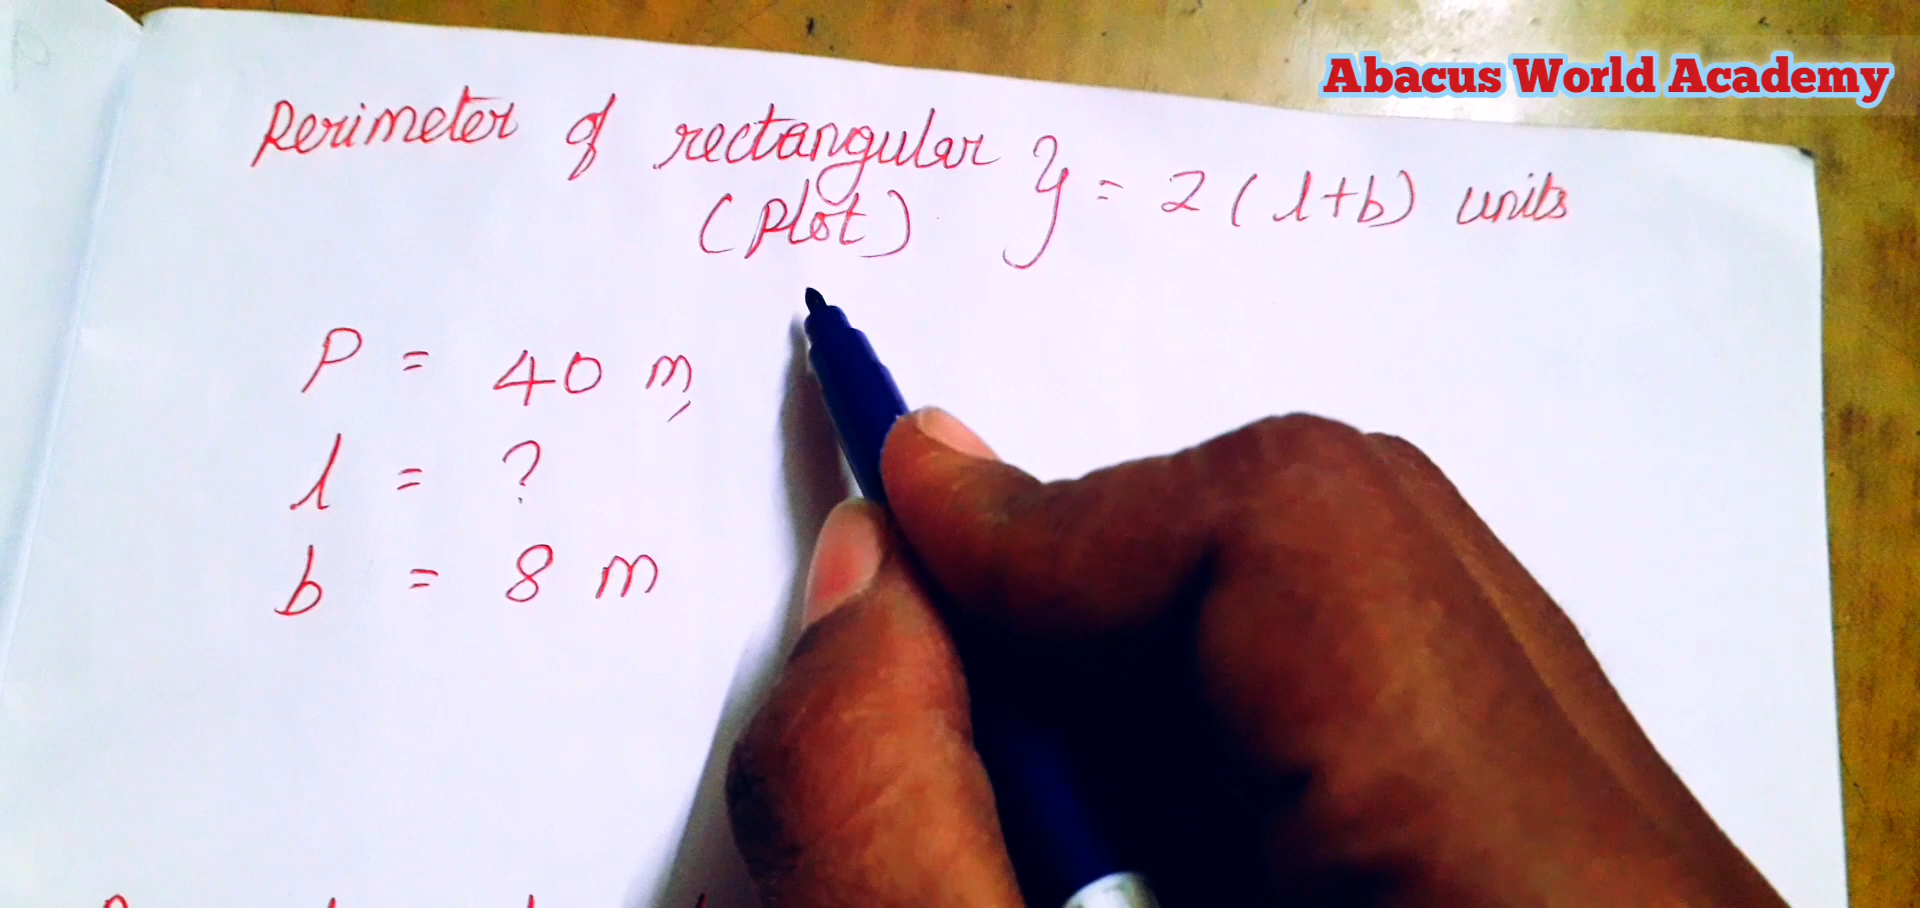 Abacus World Academy
Perimeter of rectangular } = 2 (l+b) units
(plot)
P = 40 m,
l = ?
b = 8 m